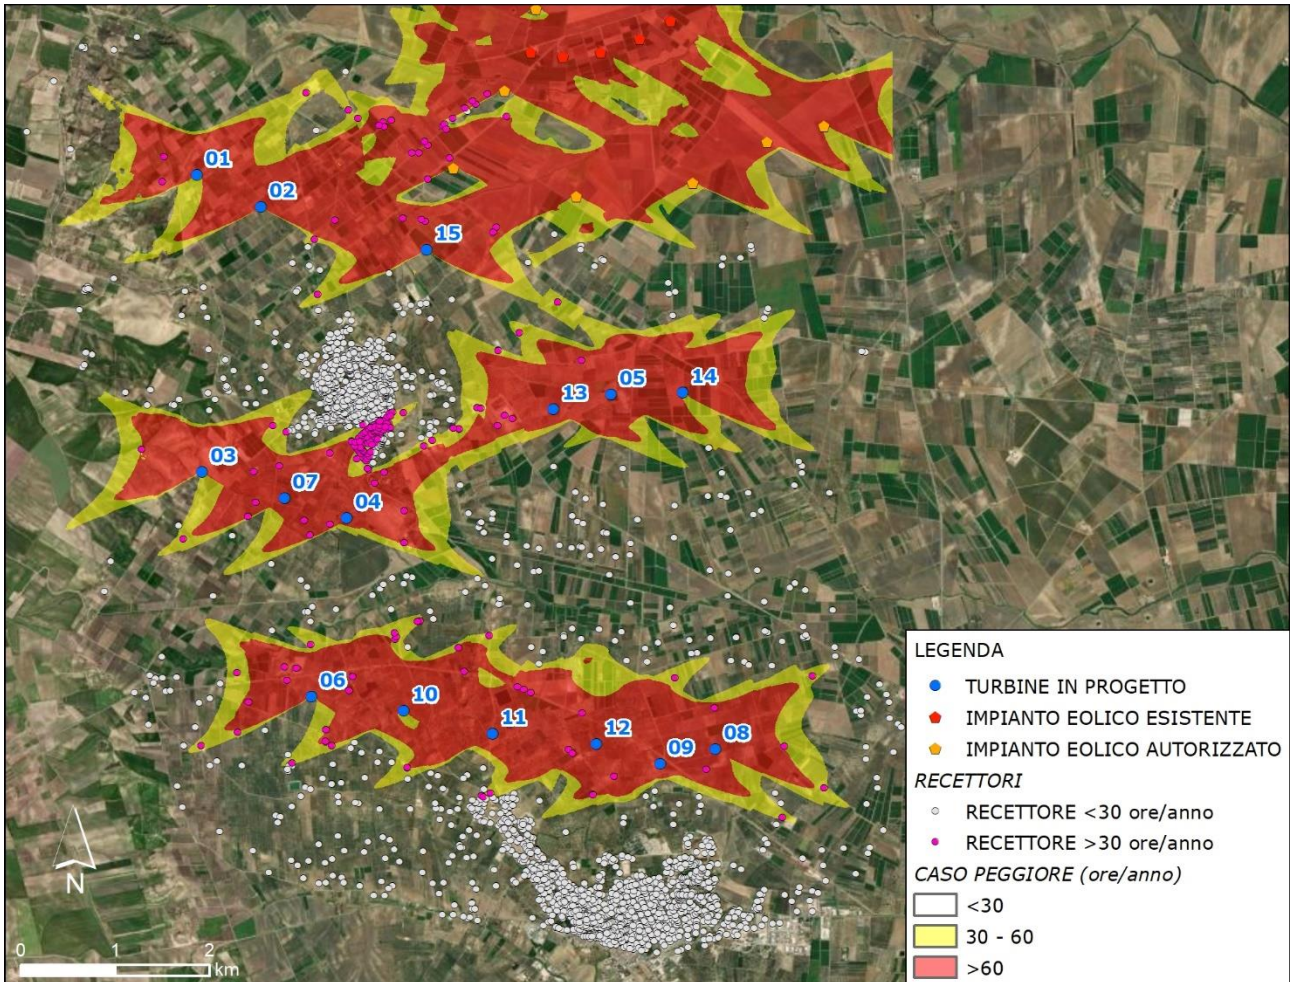 01
02
15
14
05
13
03
07
04
06
10
11
12
09
08
N
0 1 2
km
LEGENDA
TURBINE IN PROGETTO
IMPIANTO EOLICO ESISTENTE
IMPIANTO EOLICO AUTORIZZATO
RECETTORI
RECETTORE <30 ore/anno
RECETTORE >30 ore/anno
CASO PEGGIORE (ore/anno)
<30
30 - 60
>60